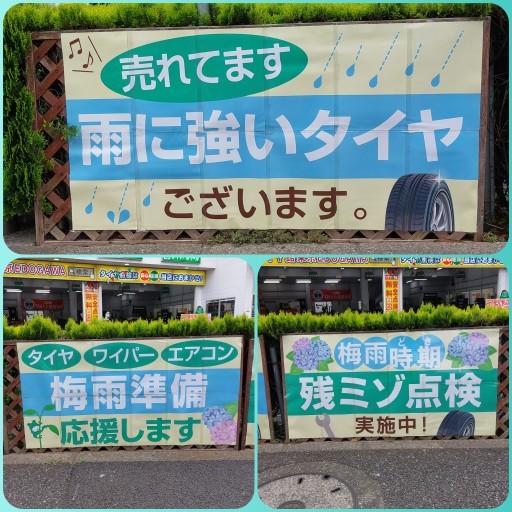 売れてます
雨に強いタイヤ
ございます。
タイヤ ワイパー エアコン
梅雨準備
応援します
梅雨時期
どき
残ミゾ点検
実施中!